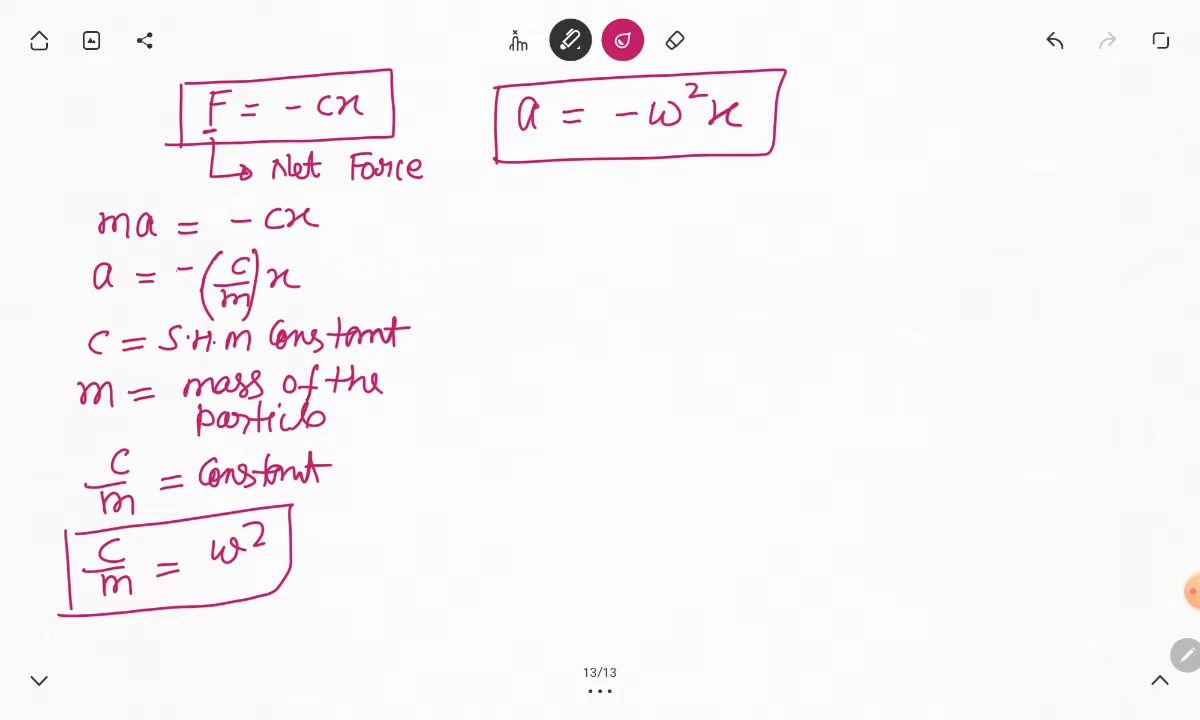 F = - cx
a = - ω²x
Net Force
ma = - cx
a = - (c/m) x
c = S.H.M Constant
m = mass of the
particle
c/m = Constant
c/m = ω²
13/13